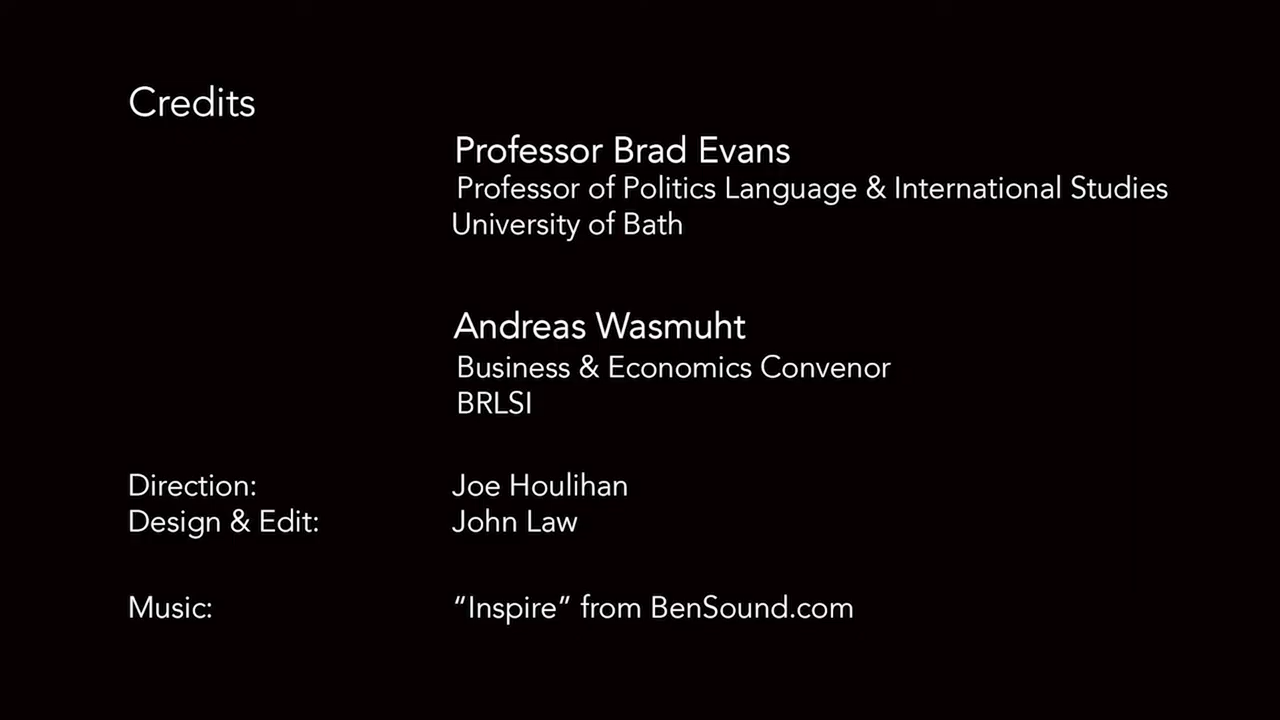 Credits
Professor Brad Evans
Professor of Politics Language & International Studies
University of Bath
Andreas Wasmuht
Business & Economics Convenor
BRLSI
Direction: Joe Houlihan
Design & Edit: John Law
Music: “Inspire” from BenSound.com